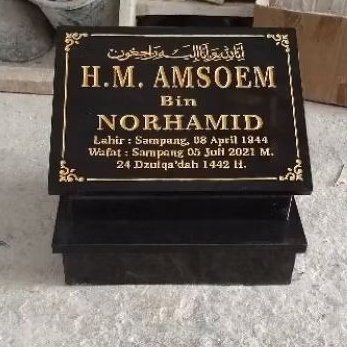 إنا لله وإنا إليه راجعون
H.M. AMSOEM
Bin
NORHAMID
Lahir : Sampang, 08 April 1944
Wafat : Sampang 05 Juli 2021 M.
24 Dzulqa'dah 1442 H.